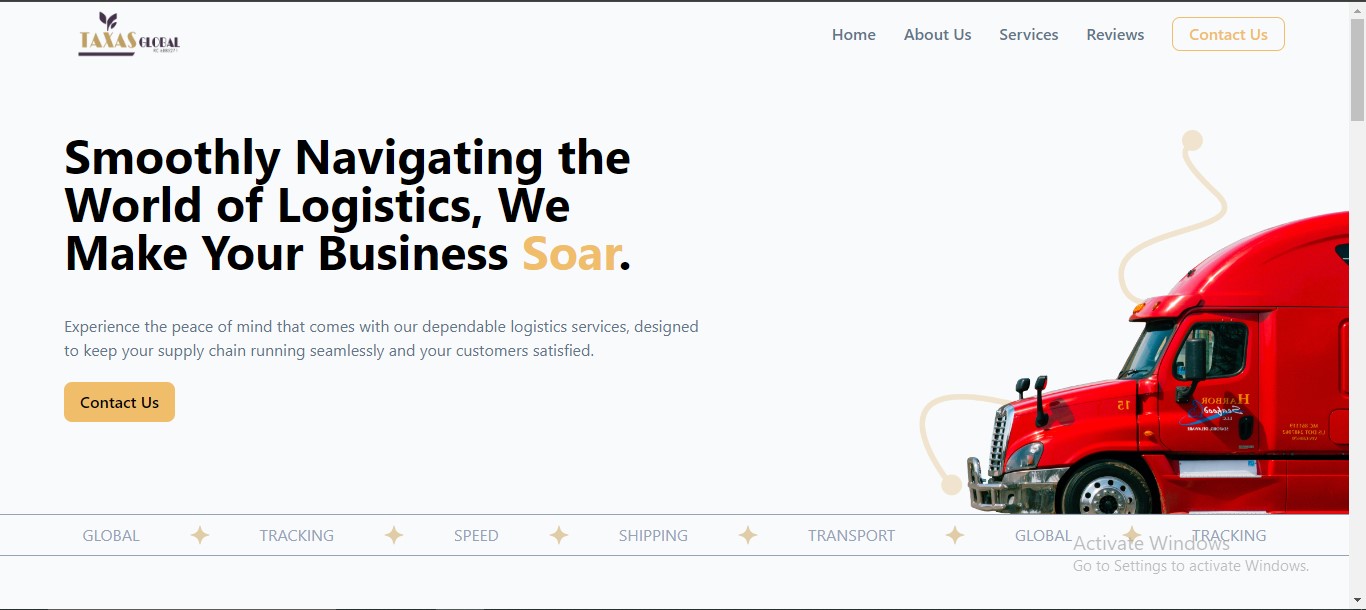 TAXAS GLOBAL
Home
About Us
Services
Reviews
Contact Us
Smoothly Navigating the
World of Logistics, We
Make Your Business Soar.
Experience the peace of mind that comes with our dependable logistics services, designed
to keep your supply chain running seamlessly and your customers satisfied.
Contact Us
15
HARBOR
Seafood
GLOBAL
TRACKING
SPEED
SHIPPING
TRANSPORT
GLOBAL
TRACKING
Activate Windows
Go to Settings to activate Windows.